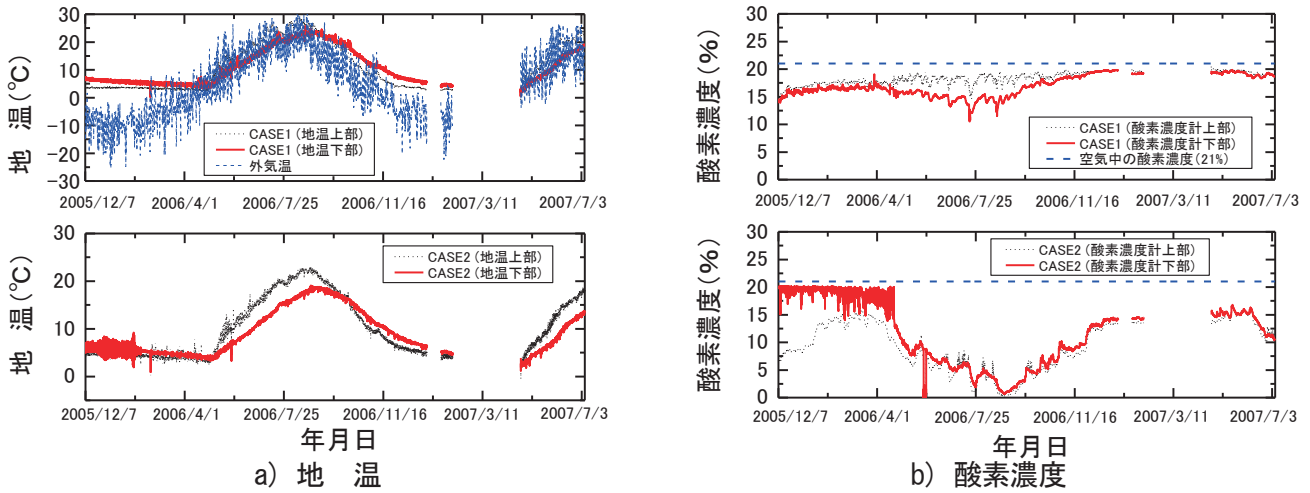 地 温(℃)
30
20
10
0
-10
-20
-30
CASE1(地温上部)
CASE1(地温下部)
外気温
2005/12/7 2006/4/1 2006/7/25 2006/11/16 2007/3/11 2007/7/3
地 温(℃)
30
20
10
0
CASE2(地温上部)
CASE2(地温下部)
2005/12/7 2006/4/1 2006/7/25 2006/11/16 2007/3/11 2007/7/3
年月日
a) 地 温
酸素濃度(%)
30
25
20
15
10
5
0
CASE1(酸素濃度計上部)
CASE1(酸素濃度計下部)
空気中の酸素濃度(21%)
2005/12/7 2006/4/1 2006/7/25 2006/11/16 2007/3/11 2007/7/3
酸素濃度(%)
30
25
20
15
10
5
0
CASE2(酸素濃度計上部)
CASE2(酸素濃度計下部)
2005/12/7 2006/4/1 2006/7/25 2006/11/16 2007/3/11 2007/7/3
年月日
b) 酸素濃度